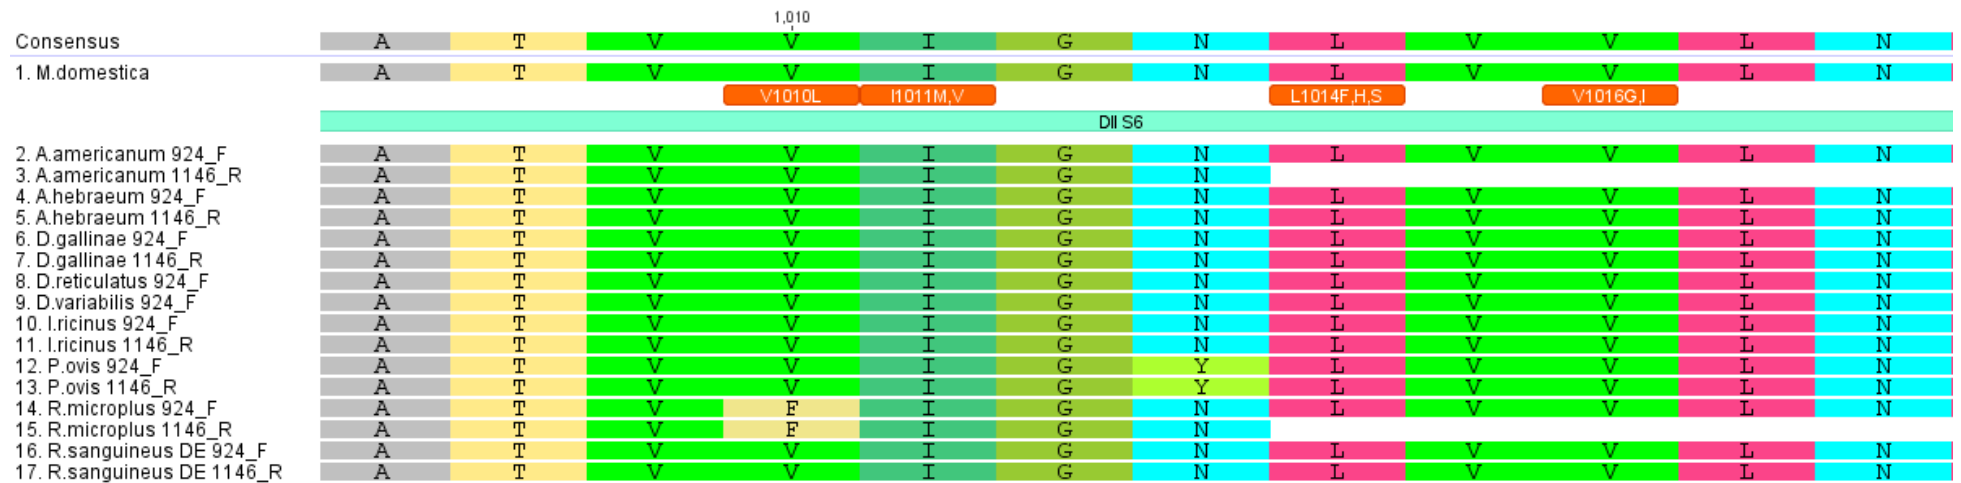 1,010
Consensus A T V V I G N L V V L N
1. M.domestica A T V V I G N L V V L N
V1010L I1011M,V L1014F,H,S V1016G,I
DII S6
2. A.americanum 924_F A T V V I G N L V V L N
3. A.americanum 1146_R A T V V I G N
4. A.hebraeum 924_F A T V V I G N L V V L N
5. A.hebraeum 1146_R A T V V I G N L V V L N
6. D.gallinae 924_F A T V V I G N L V V L N
7. D.gallinae 1146_R A T V V I G N L V V L N
8. D.reticulatus 924_F A T V V I G N L V V L N
9. D.variabilis 924_F A T V V I G N L V V L N
10. I.ricinus 924_F A T V V I G N L V V L N
11. I.ricinus 1146_R A T V V I G N L V V L N
12. P.ovis 924_F A T V V I G Y L V V L N
13. P.ovis 1146_R A T V V I G Y L V V L N
14. R.microplus 924_F A T V F I G N L V V L N
15. R.microplus 1146_R A T V F I G N
16. R.sanguineus DE 924_F A T V V I G N L V V L N
17. R.sanguineus DE 1146_R A T V V I G N L V V L N